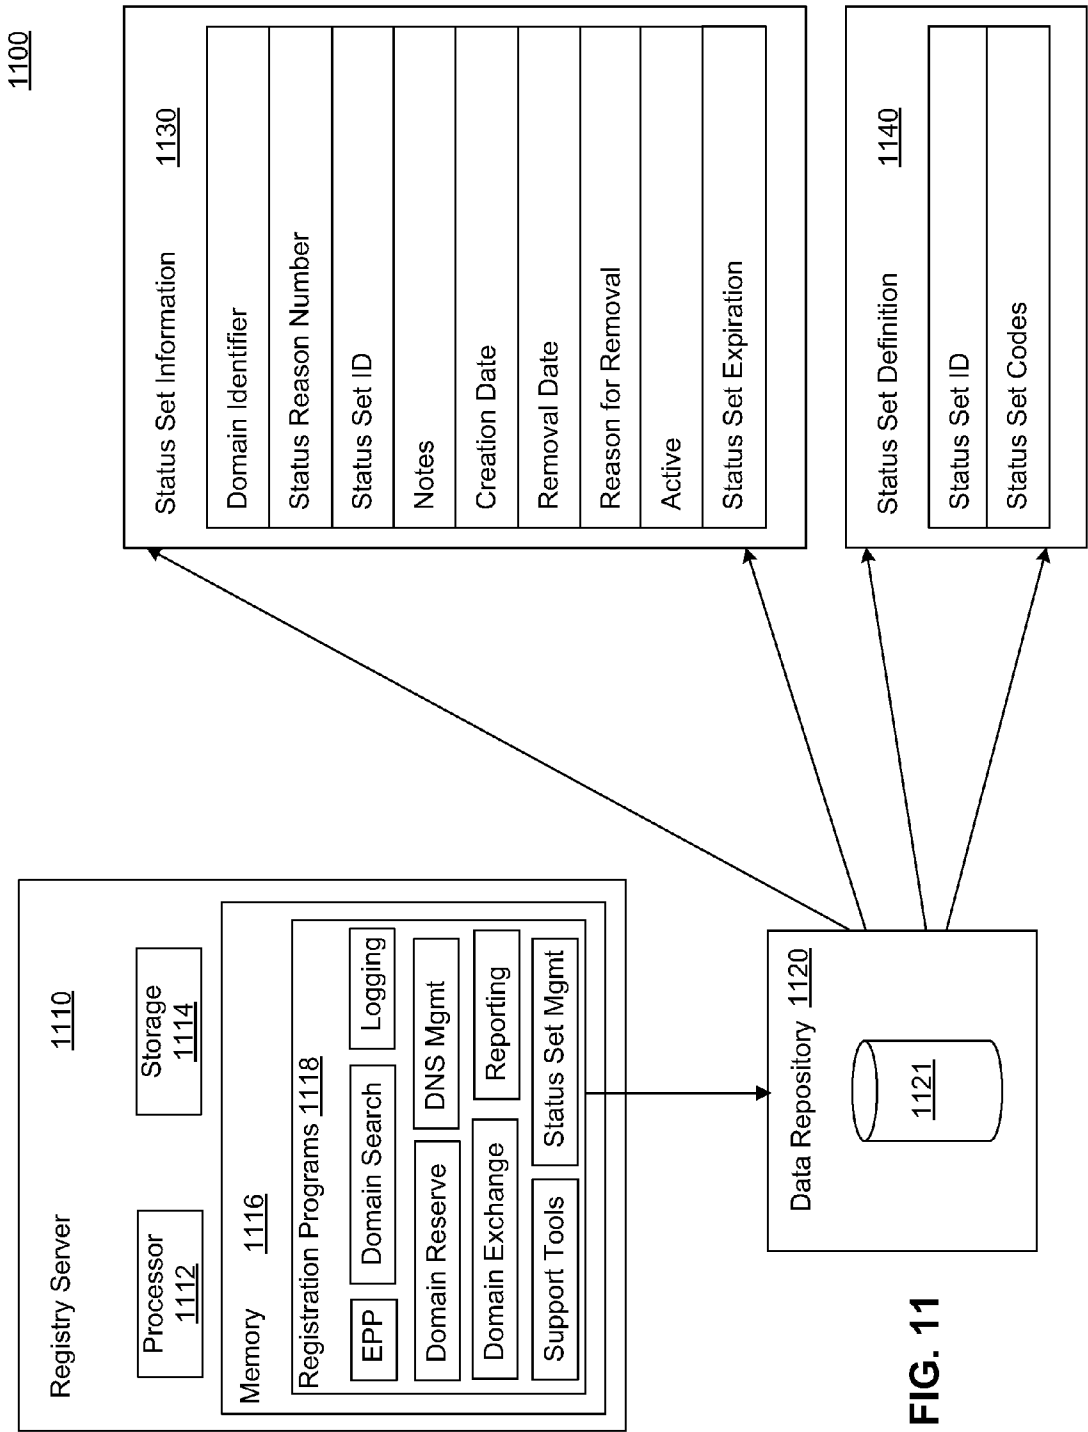 1100
Registry Server 1110
Processor
1112
Storage
1114
Memory 1116
Registration Programs 1118
EPP
Domain Search
Logging
Domain Reserve
DNS Mgmt
Domain Exchange
Reporting
Support Tools
Status Set Mgmt
Data Repository 1120
1121
Status Set Information 1130
Domain Identifier
Status Reason Number
Status Set ID
Notes
Creation Date
Removal Date
Reason for Removal
Active
Status Set Expiration
Status Set Definition 1140
Status Set ID
Status Set Codes
FIG. 11